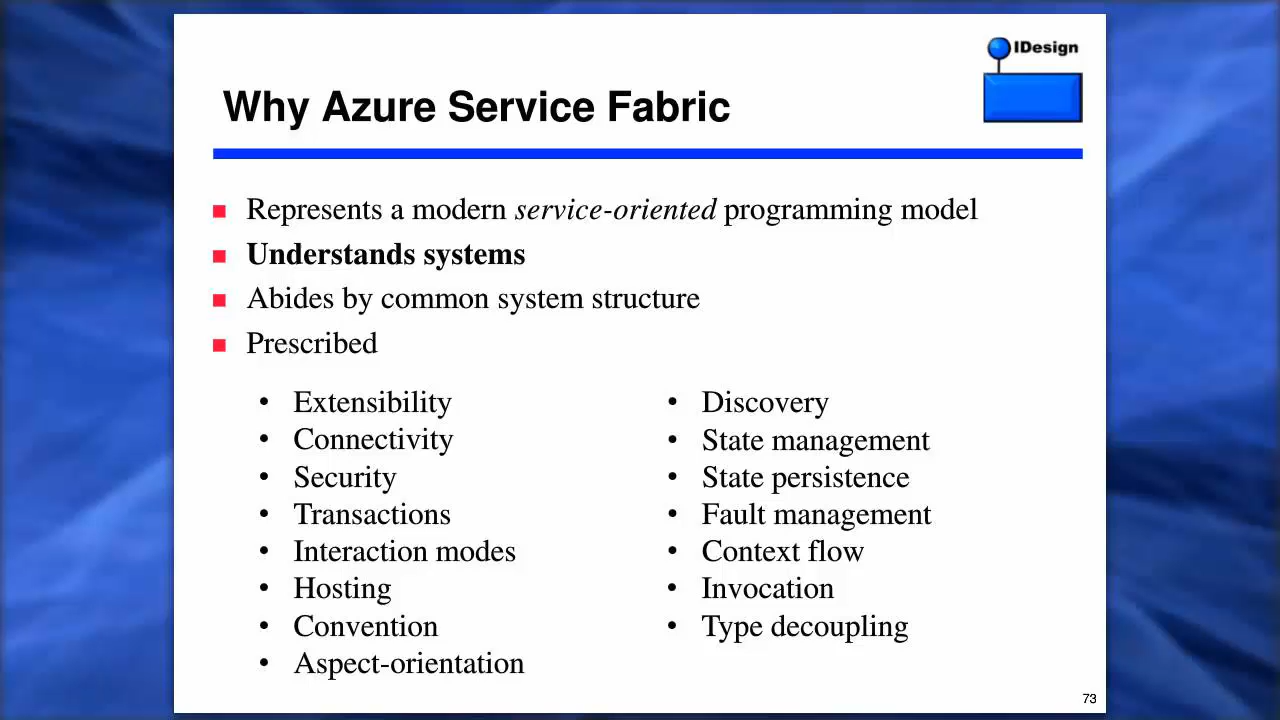 IDesign
Why Azure Service Fabric
Represents a modern service-oriented programming model
Understands systems
Abides by common system structure
Prescribed
• Extensibility
• Connectivity
• Security
• Transactions
• Interaction modes
• Hosting
• Convention
• Aspect-orientation
• Discovery
• State management
• State persistence
• Fault management
• Context flow
• Invocation
• Type decoupling
73